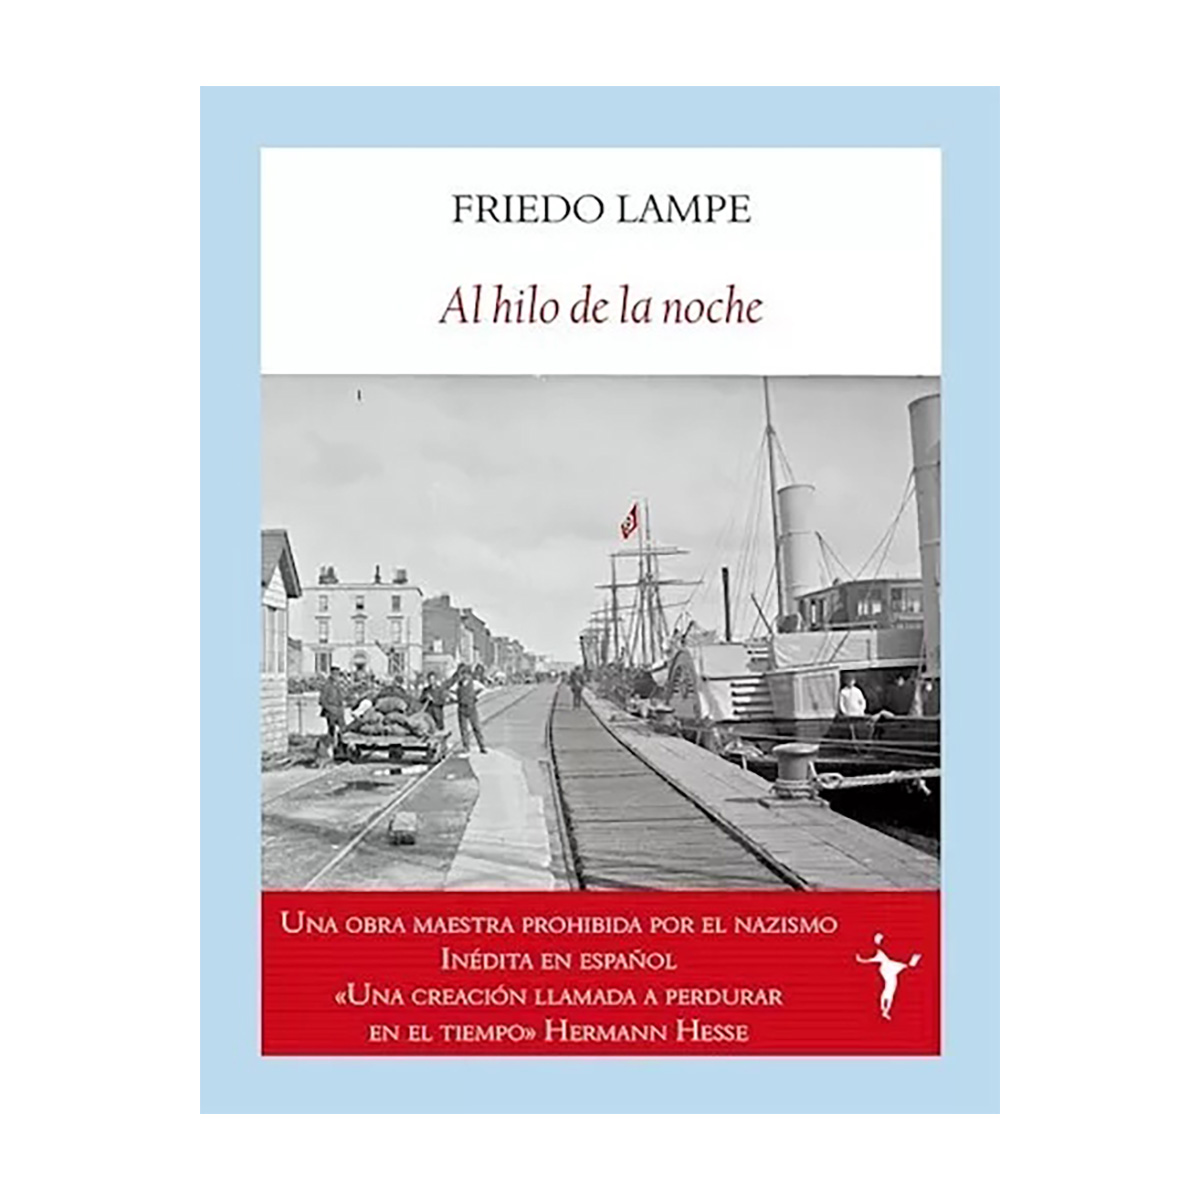 FRIEDO LAMPE
Al hilo de la noche
UNA OBRA MAESTRA PROHIBIDA POR EL NAZISMO
INÉDITA EN ESPAÑOL
«UNA CREACIÓN LLAMADA A PERDURAR
EN EL TIEMPO» HERMANN HESSE